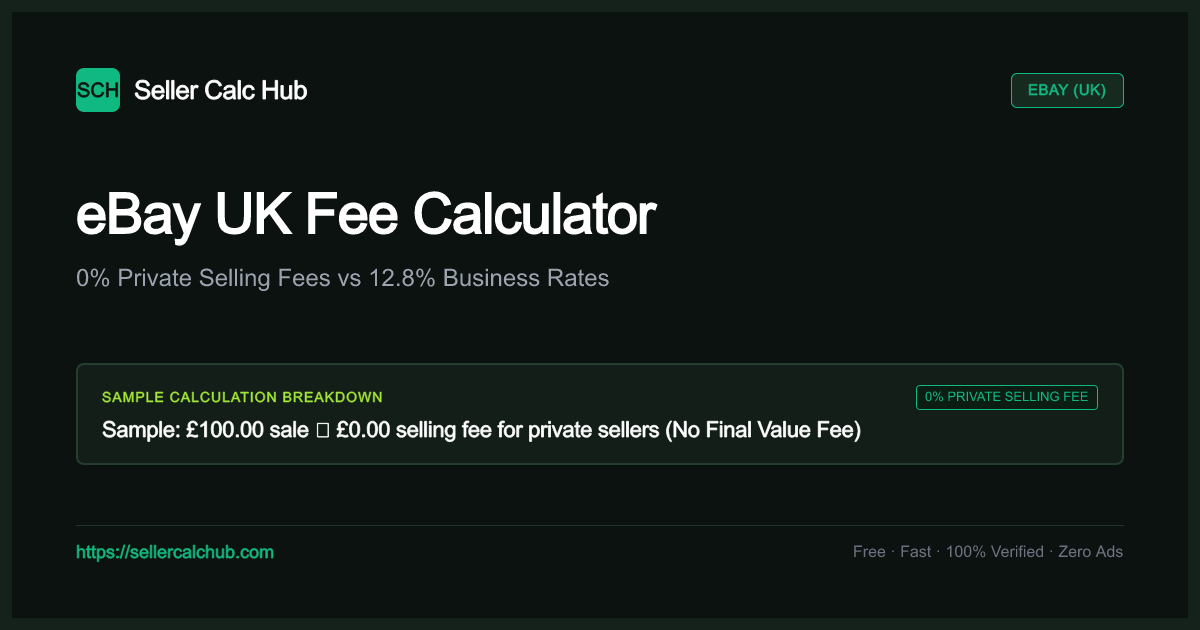 SCH Seller Calc Hub
EBAY (UK)
eBay UK Fee Calculator
0% Private Selling Fees vs 12.8% Business Rates
SAMPLE CALCULATION BREAKDOWN
0% PRIVATE SELLING FEE
Sample: £100.00 sale □ £0.00 selling fee for private sellers (No Final Value Fee)
https://sellercalchub.com
Free · Fast · 100% Verified · Zero Ads